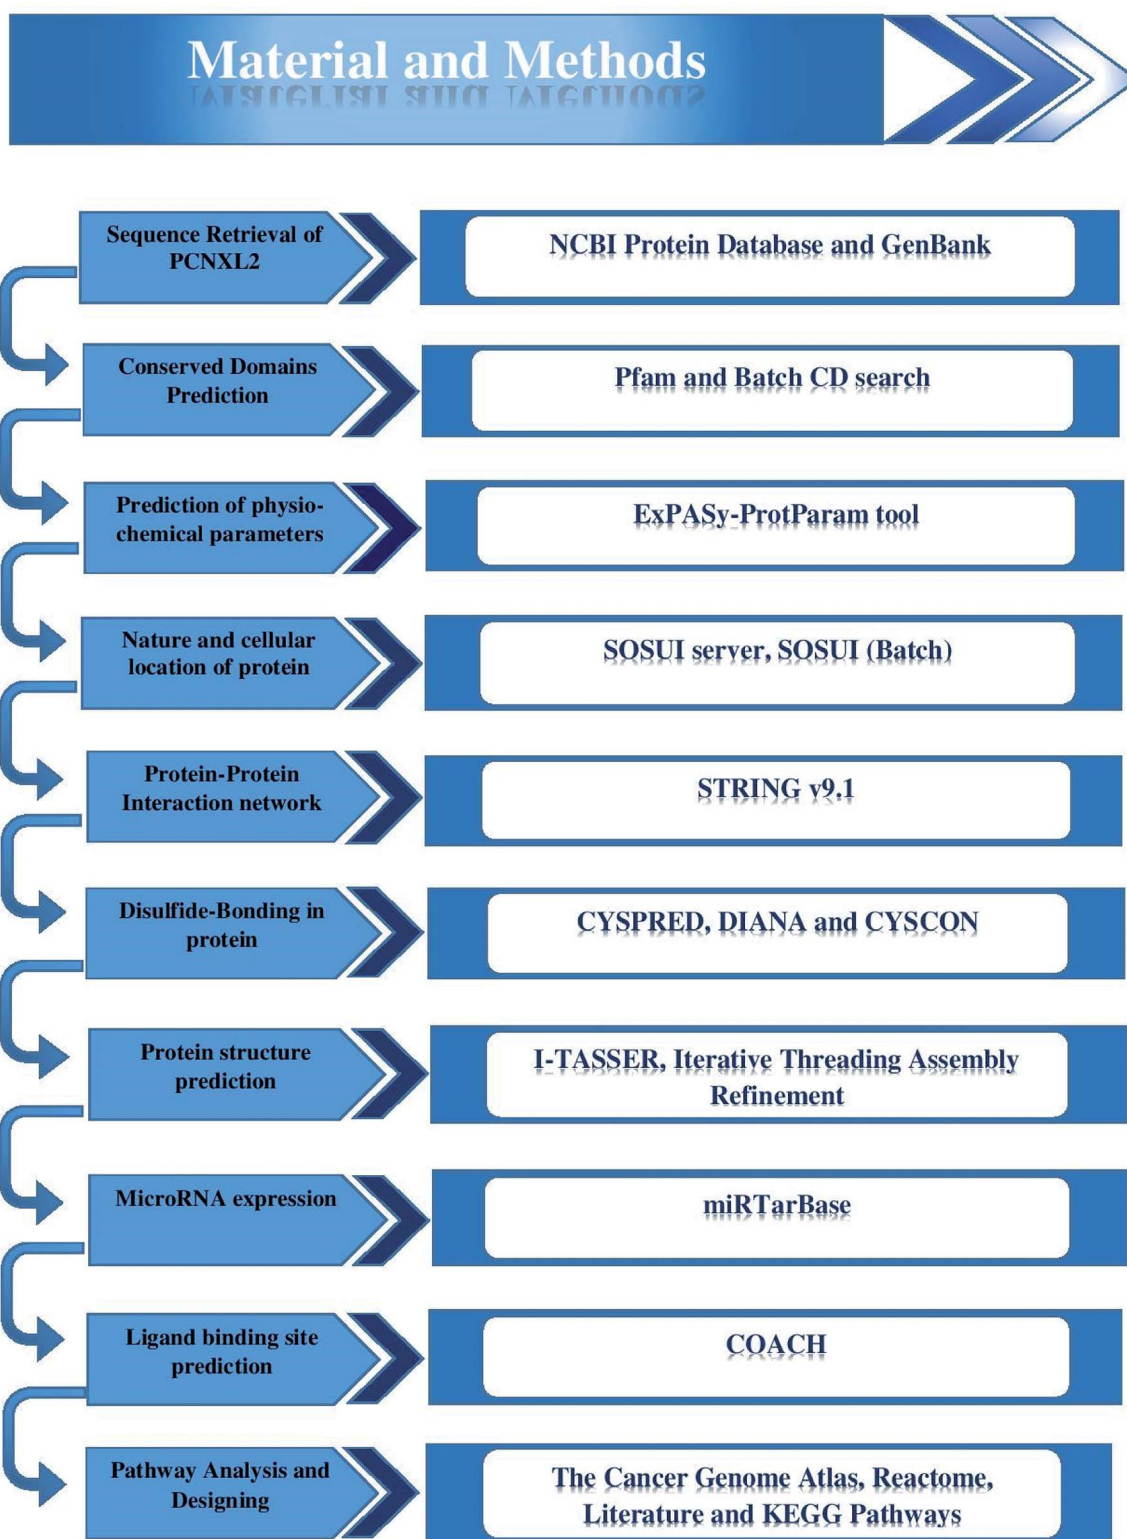 Material and Methods
Sequence Retrieval of
PCNXL2
NCBI Protein Database and GenBank
Conserved Domains
Prediction
Pfam and Batch CD search
Prediction of physio-
chemical parameters
ExPASy-ProtParam tool
Nature and cellular
location of protein
SOSUI server, SOSUI (Batch)
Protein-Protein
Interaction network
STRING v9.1
Disulfide-Bonding in
protein
CYSPRED, DIANA and CYSCON
Protein structure
prediction
I-TASSER, Iterative Threading Assembly
Refinement
MicroRNA expression
miRTarBase
Ligand binding site
prediction
COACH
Pathway Analysis and
Designing
The Cancer Genome Atlas, Reactome,
Literature and KEGG Pathways